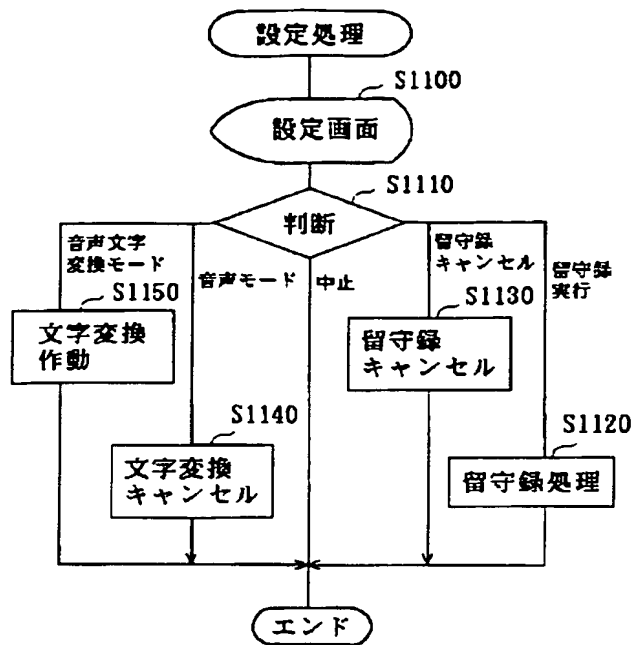 設定処理
S1100
設定画面
S1110
判断
音声文字
変換モード
音声モード
中止
留守録
キャンセル
留守録
実行
S1150
文字変換
作動
S1130
留守録
キャンセル
S1140
文字変換
キャンセル
S1120
留守録処理
エンド